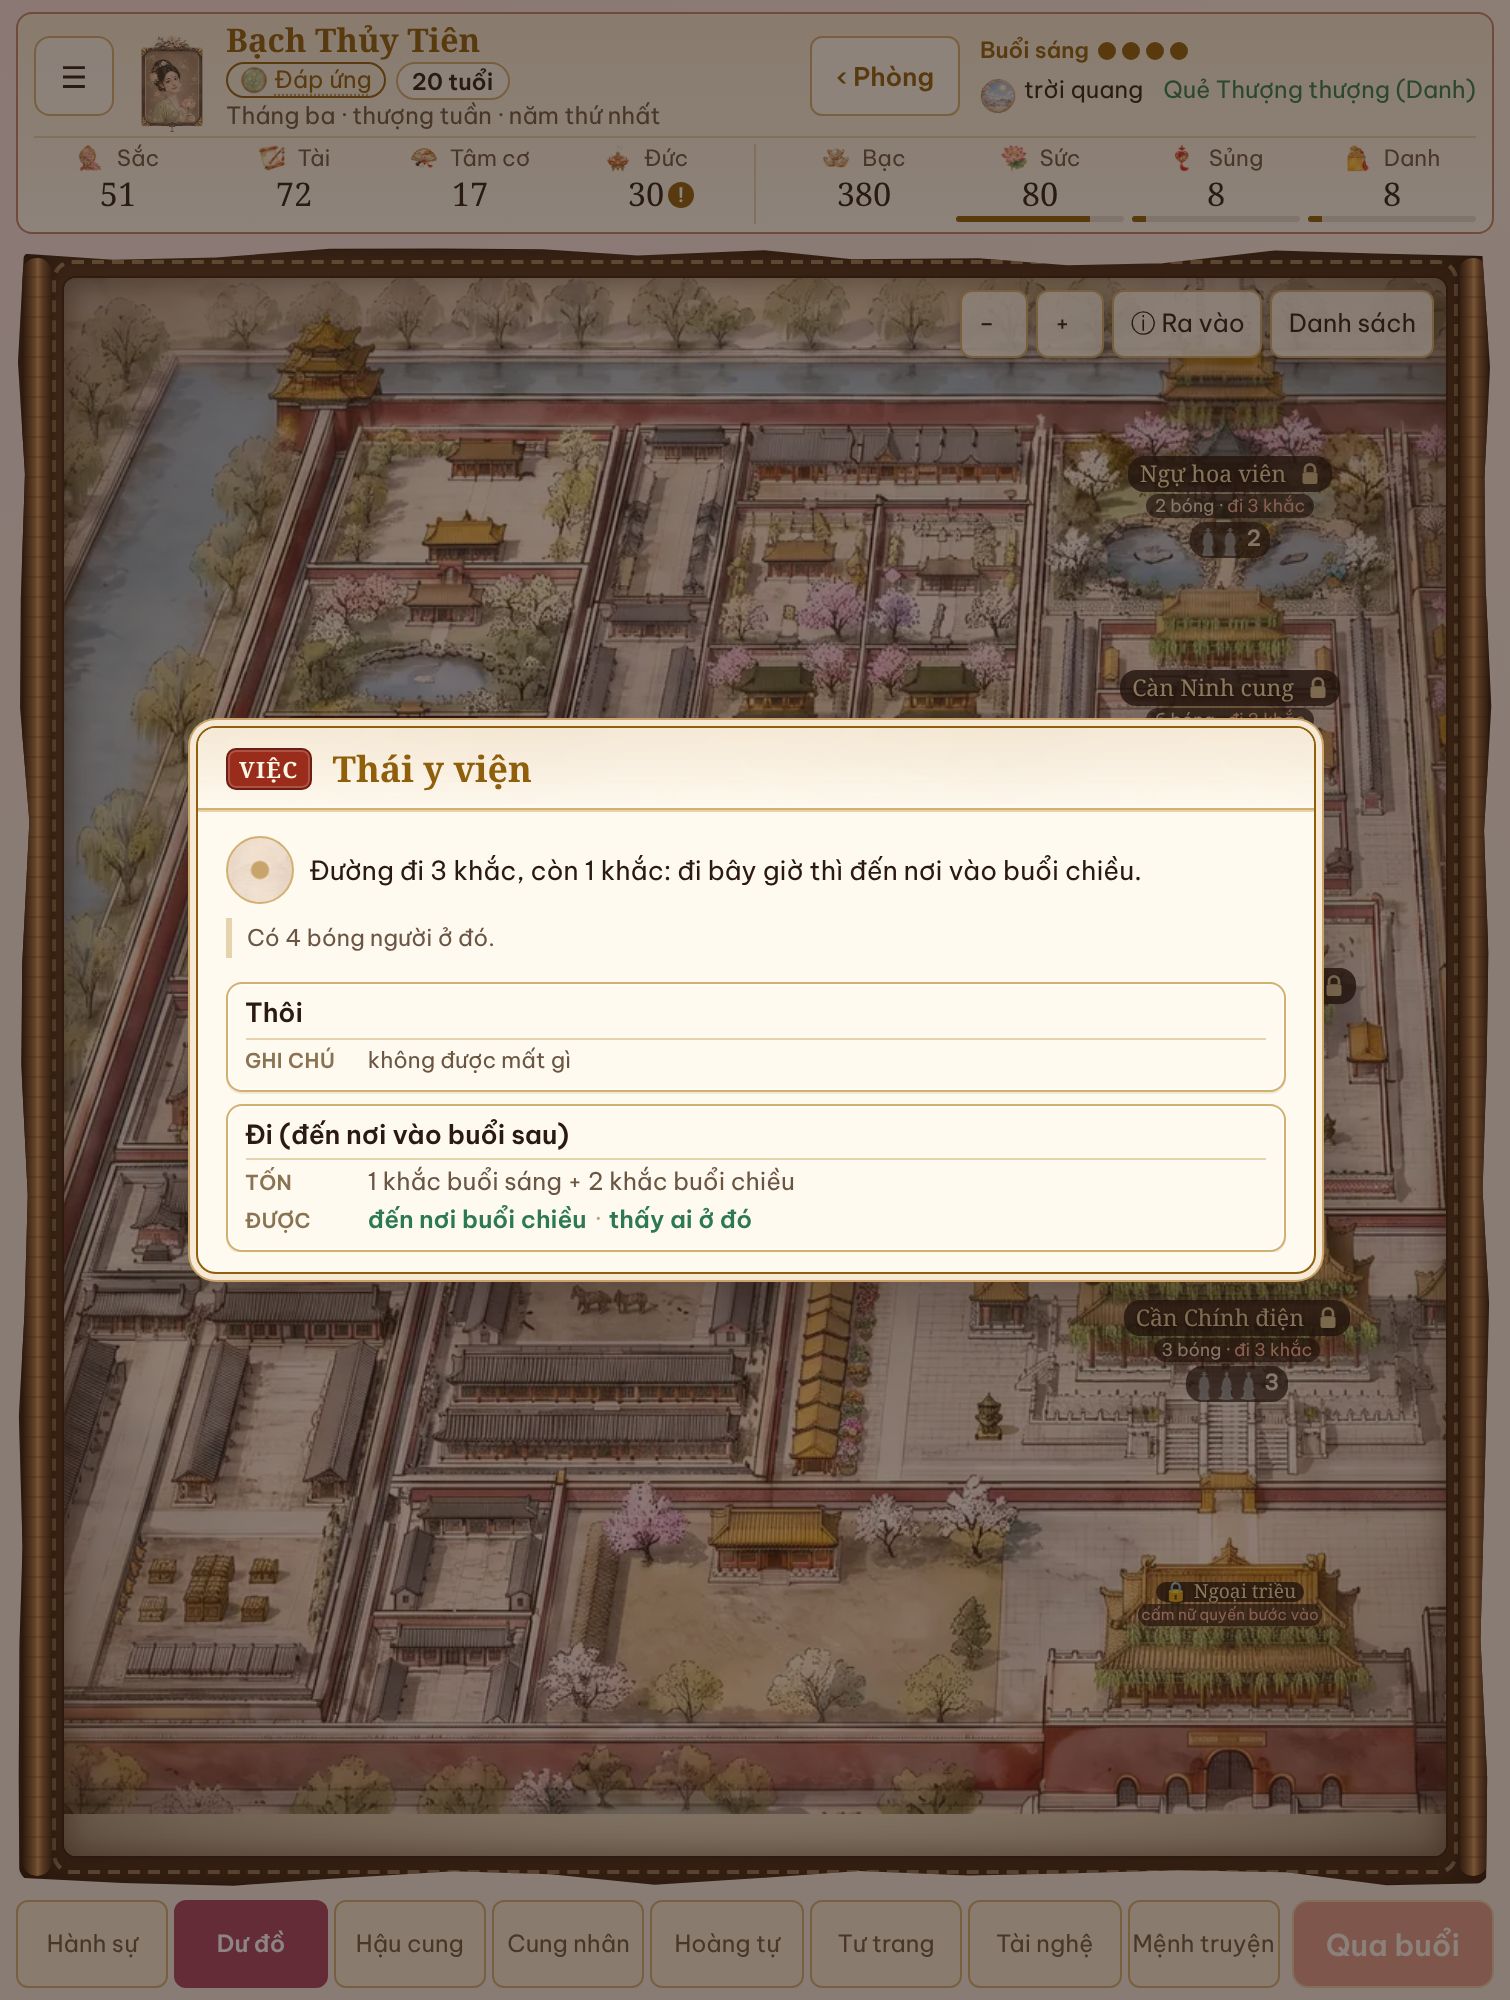 ☰
Bạch Thủy Tiên
Đáp ứng
20 tuổi
Tháng ba · thượng tuần · năm thứ nhất
‹ Phòng
Buổi sáng
trời quang
Quẻ Thượng thượng (Danh)
Sắc
51
Tài
72
Tâm cơ
17
Đức
30 !
Bạc
380
Sức
80
Sủng
8
Danh
8
–
+
ⓘ Ra vào
Danh sách
Ngự hoa viên
2 bóng · đi 3 khắc
2
Càn Ninh cung
VIỆC
Thái y viện
Đường đi 3 khắc, còn 1 khắc: đi bây giờ thì đến nơi vào buổi chiều.
Có 4 bóng người ở đó.
Thôi
GHI CHÚ không được mất gì
Đi (đến nơi vào buổi sau)
TỐN 1 khắc buổi sáng + 2 khắc buổi chiều
ĐƯỢC đến nơi buổi chiều · thấy ai ở đó
Cần Chính điện
3 bóng · đi 3 khắc
3
Ngoại triều
cấm nữ quyến bước vào
Hành sự
Dư đồ
Hậu cung
Cung nhân
Hoàng tự
Tư trang
Tài nghệ
Mệnh truyện
Qua buổi